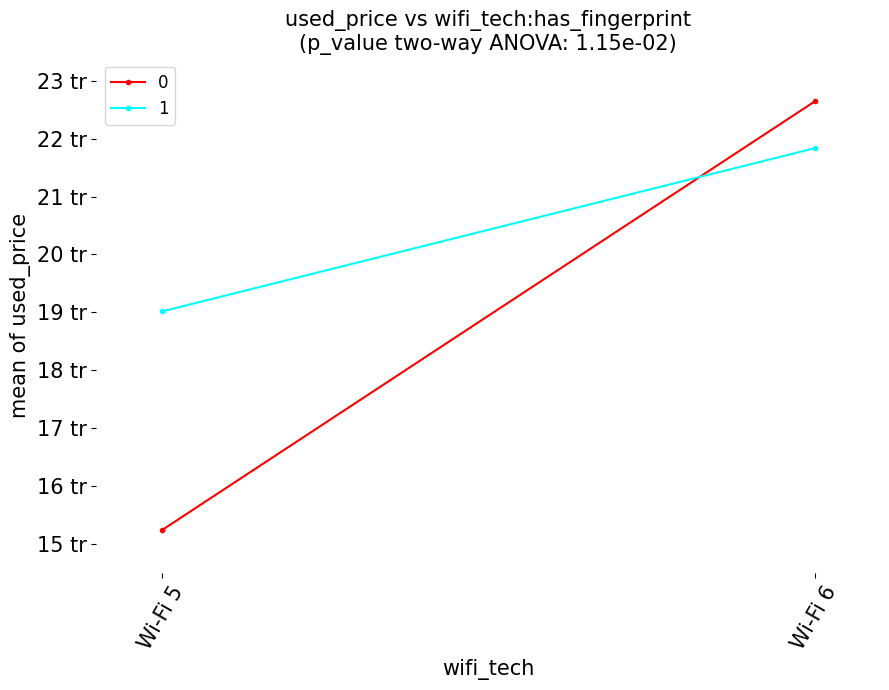 used_price vs wifi_tech:has_fingerprint
(p_value two-way ANOVA: 1.15e-02)
0
1
23 tr
22 tr
21 tr
20 tr
19 tr
18 tr
17 tr
16 tr
15 tr
mean of used_price
Wi-Fi 5
Wi-Fi 6
wifi_tech